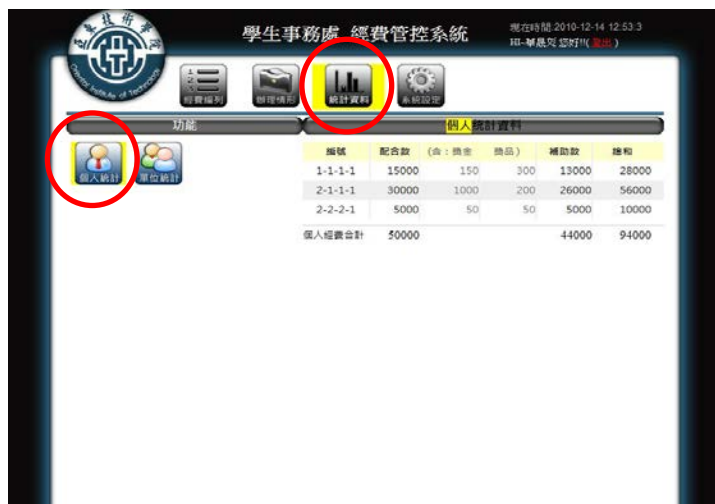 學生事務處 經費管控系統
現在時間:2010-12-14 12:53:3
您好!!(登出)
經費編列 辦理情形 統計資料 系統設定
功能 個人統計資料
個人統計 單位統計
編號 配合款 (含:獎金 獎品) 補助款 總和
1-1-1-1 15000 150 300 13000 28000
2-1-1-1 30000 1000 200 26000 56000
2-2-2-1 5000 50 50 5000 10000
個人經費合計 50000 44000 94000